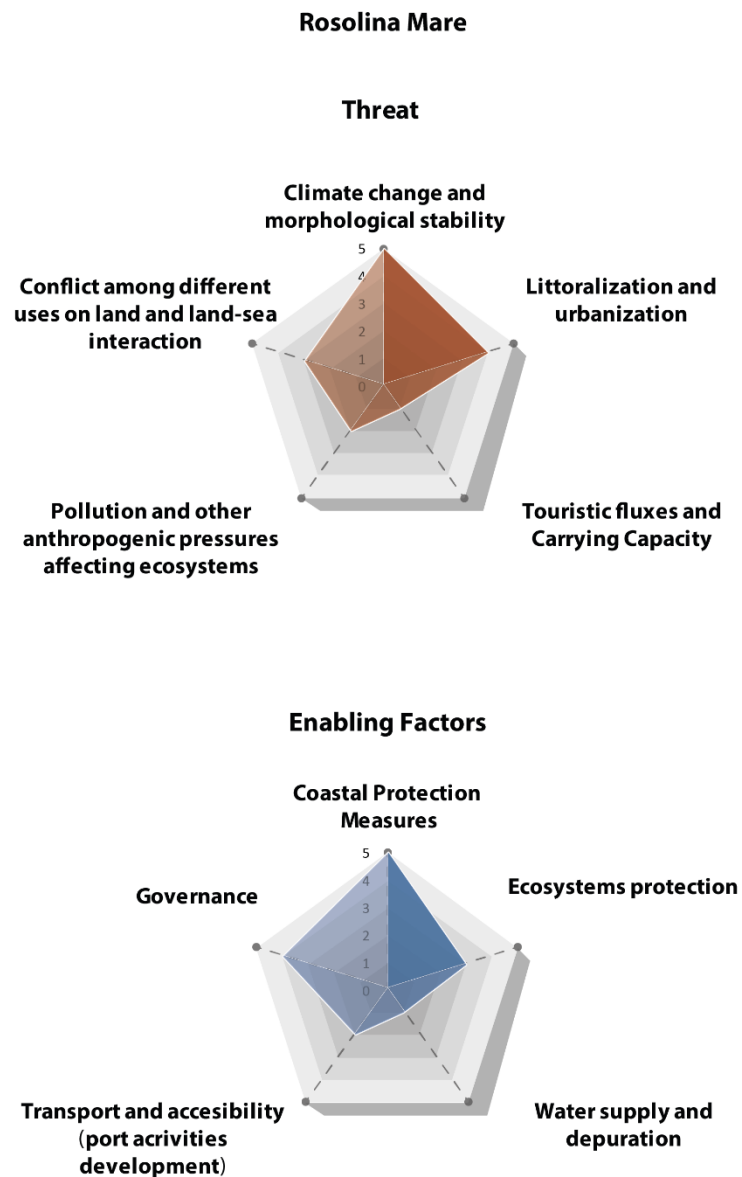 Rosolina Mare
Threat
Climate change and
morphological stability
5
4
3
2
1
0
Conflict among different
uses on land and land-sea
interaction
Littoralization and
urbanization
Pollution and other
anthropogenic pressures
affecting ecosystems
Touristic fluxes and
Carrying Capacity
Enabling Factors
Coastal Protection
Measures
5
4
3
2
1
0
Governance
Ecosystems protection
Transport and accesibility
(port acrivities
development)
Water supply and
depuration